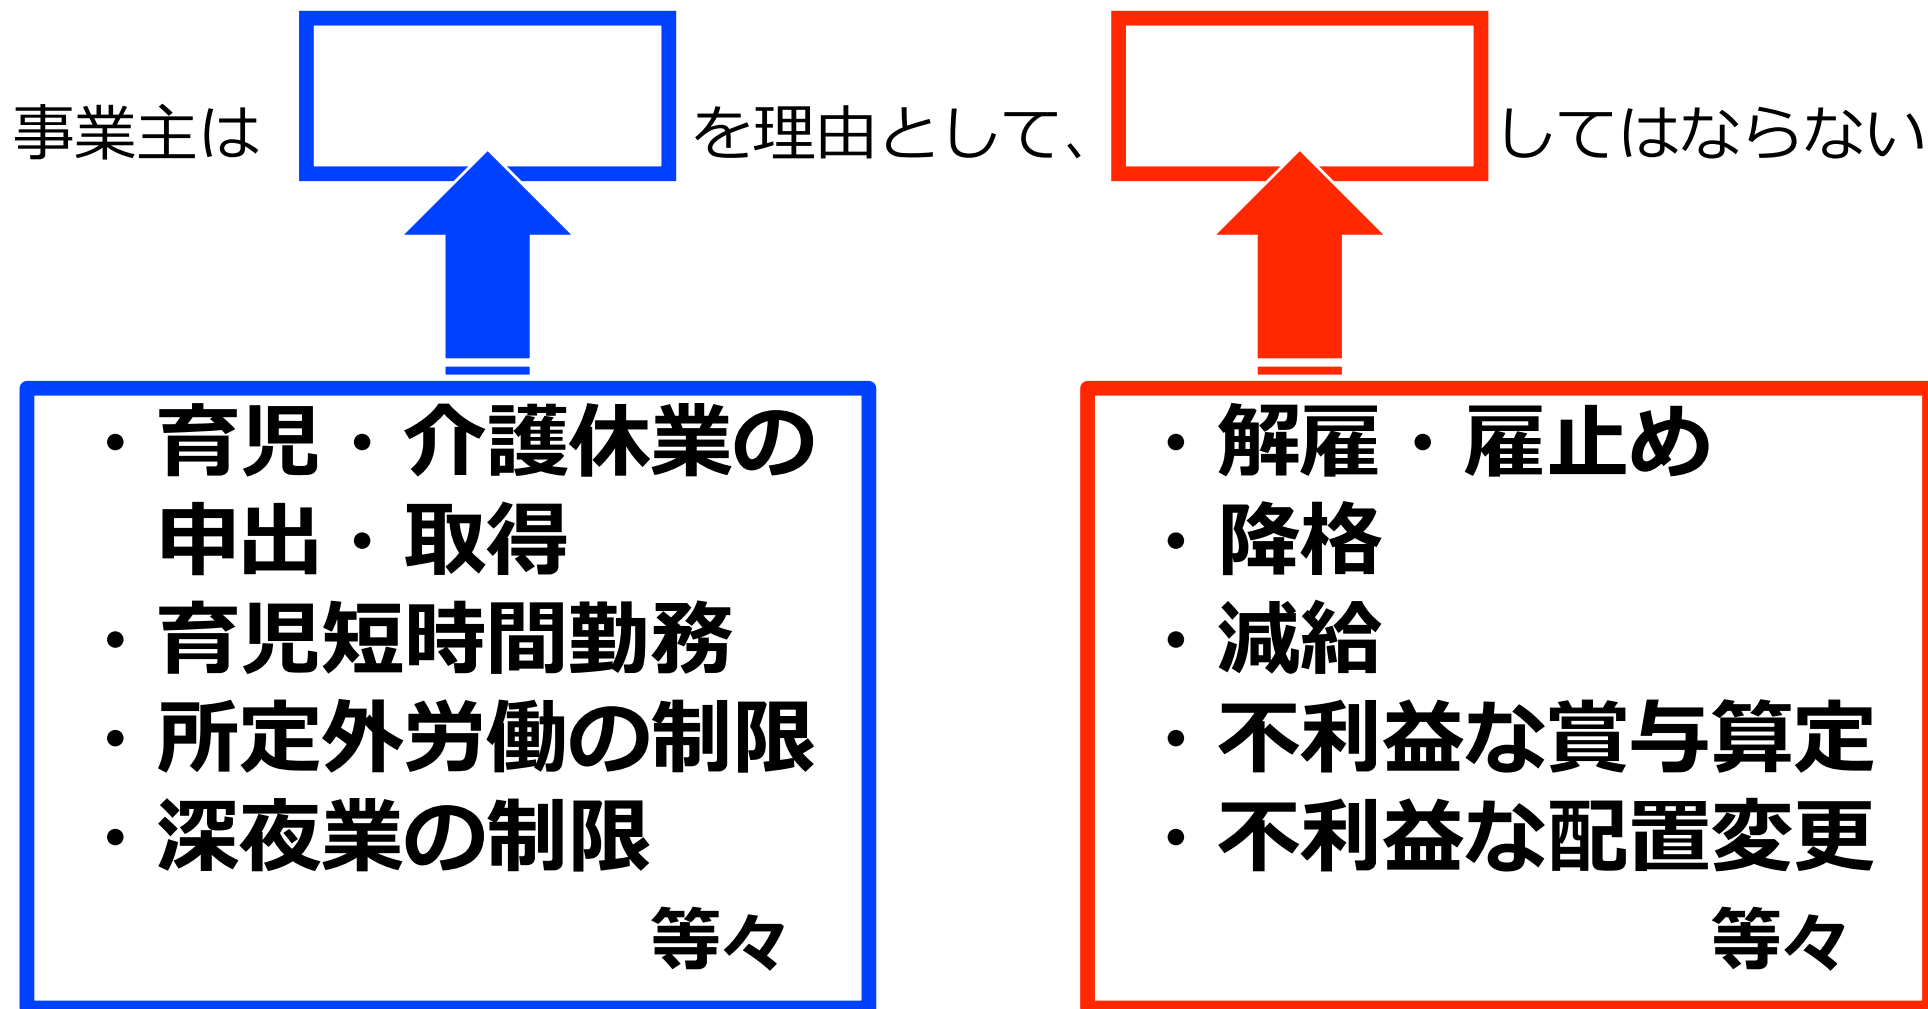 事業主は を理由として、 してはならない
・育児・介護休業の
申出・取得
・育児短時間勤務
・所定外労働の制限
・深夜業の制限
等々
・解雇・雇止め
・降格
・減給
・不利益な賞与算定
・不利益な配置変更
等々